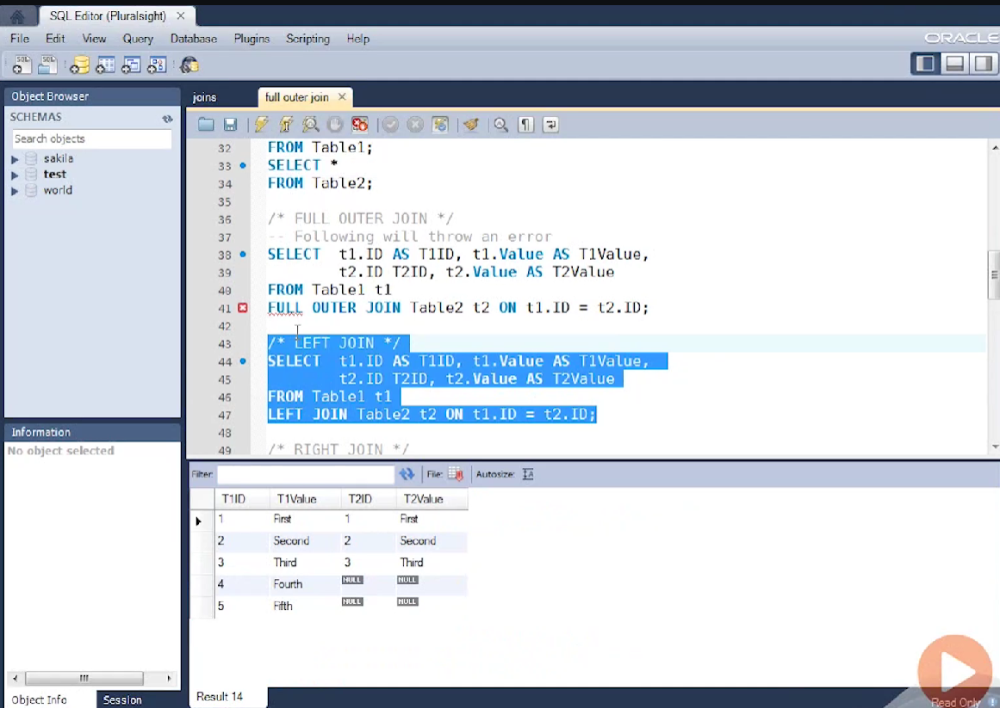 SQL Editor (Pluralsight)
File Edit View Query Database Plugins Scripting Help
ORACLE
Object Browser
SCHEMAS
Search objects
sakila
test
world
Information
No object selected
Object Info Session
joins full outer join
32 FROM Table1;
33 SELECT *
34 FROM Table2;
35
36 /* FULL OUTER JOIN */
37 -- Following will throw an error
38 SELECT t1.ID AS T1ID, t1.Value AS T1Value,
39 t2.ID T2ID, t2.Value AS T2Value
40 FROM Table1 t1
41 FULL OUTER JOIN Table2 t2 ON t1.ID = t2.ID;
42
43 /* LEFT JOIN */
44 SELECT t1.ID AS T1ID, t1.Value AS T1Value,
45 t2.ID T2ID, t2.Value AS T2Value
46 FROM Table1 t1
47 LEFT JOIN Table2 t2 ON t1.ID = t2.ID;
48
49 /* RIGHT JOIN */
Filter: File: Autosize:
T1ID T1Value T2ID T2Value
1 First 1 First
2 Second 2 Second
3 Third 3 Third
4 Fourth NULL NULL
5 Fifth NULL NULL
Result 14
Read Only